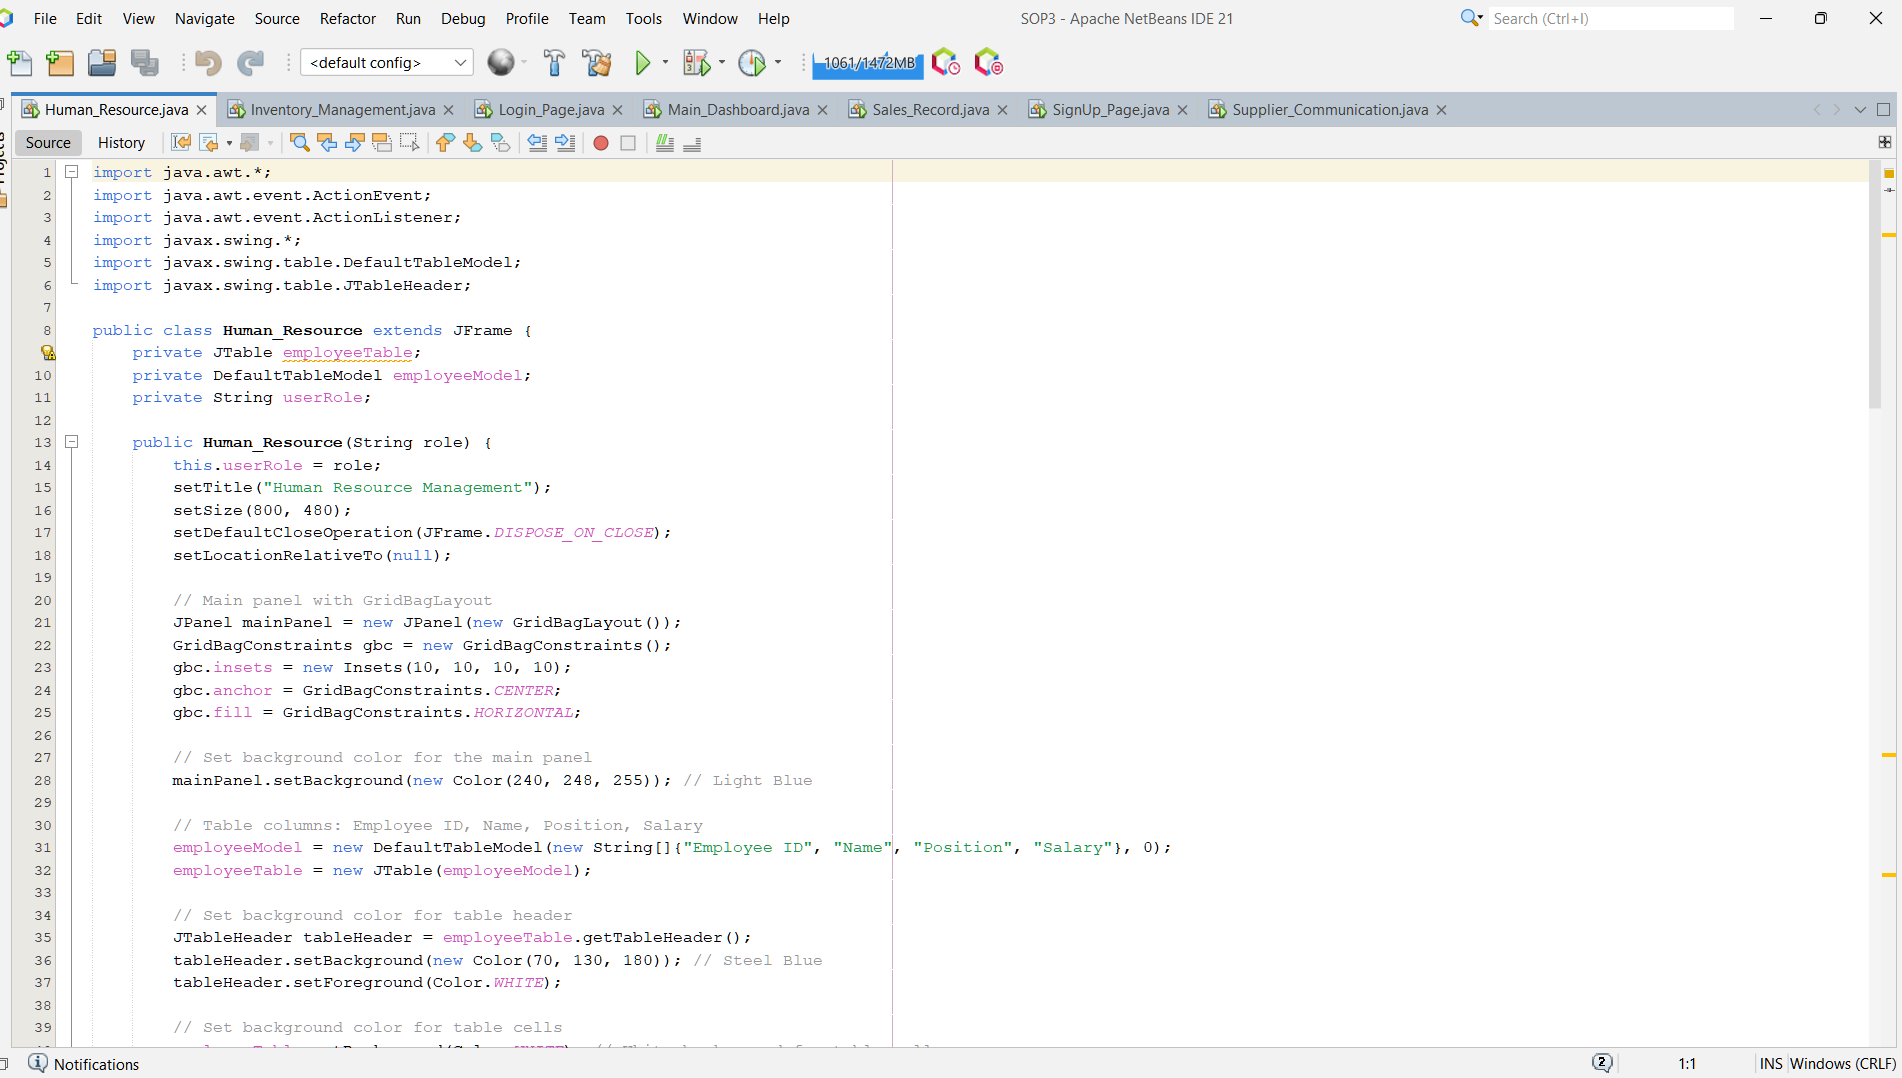 File Edit View Navigate Source Refactor Run Debug Profile Team Tools Window Help SOP3 - Apache NetBeans IDE 21 Search (Ctrl+I)
<default config> 1061/1472MB
Human_Resource.java Inventory_Management.java Login_Page.java Main_Dashboard.java Sales_Record.java SignUp_Page.java Supplier_Communication.java
Source History
1 import java.awt.*;
2 import java.awt.event.ActionEvent;
3 import java.awt.event.ActionListener;
4 import javax.swing.*;
5 import javax.swing.table.DefaultTableModel;
6 import javax.swing.table.JTableHeader;
7
8 public class Human_Resource extends JFrame {
private JTable employeeTable;
10 private DefaultTableModel employeeModel;
11 private String userRole;
12
13 public Human_Resource(String role) {
14 this.userRole = role;
15 setTitle("Human Resource Management");
16 setSize(800, 480);
17 setDefaultCloseOperation(JFrame.DISPOSE_ON_CLOSE);
18 setLocationRelativeTo(null);
19
20 // Main panel with GridBagLayout
21 JPanel mainPanel = new JPanel(new GridBagLayout());
22 GridBagConstraints gbc = new GridBagConstraints();
23 gbc.insets = new Insets(10, 10, 10, 10);
24 gbc.anchor = GridBagConstraints.CENTER;
25 gbc.fill = GridBagConstraints.HORIZONTAL;
26
27 // Set background color for the main panel
28 mainPanel.setBackground(new Color(240, 248, 255)); // Light Blue
29
30 // Table columns: Employee ID, Name, Position, Salary
31 employeeModel = new DefaultTableModel(new String[]{"Employee ID", "Name", "Position", "Salary"}, 0);
32 employeeTable = new JTable(employeeModel);
33
34 // Set background color for table header
35 JTableHeader tableHeader = employeeTable.getTableHeader();
36 tableHeader.setBackground(new Color(70, 130, 180)); // Steel Blue
37 tableHeader.setForeground(Color.WHITE);
38
39 // Set background color for table cells
Notifications 2 1:1 INS Windows (CRLF)